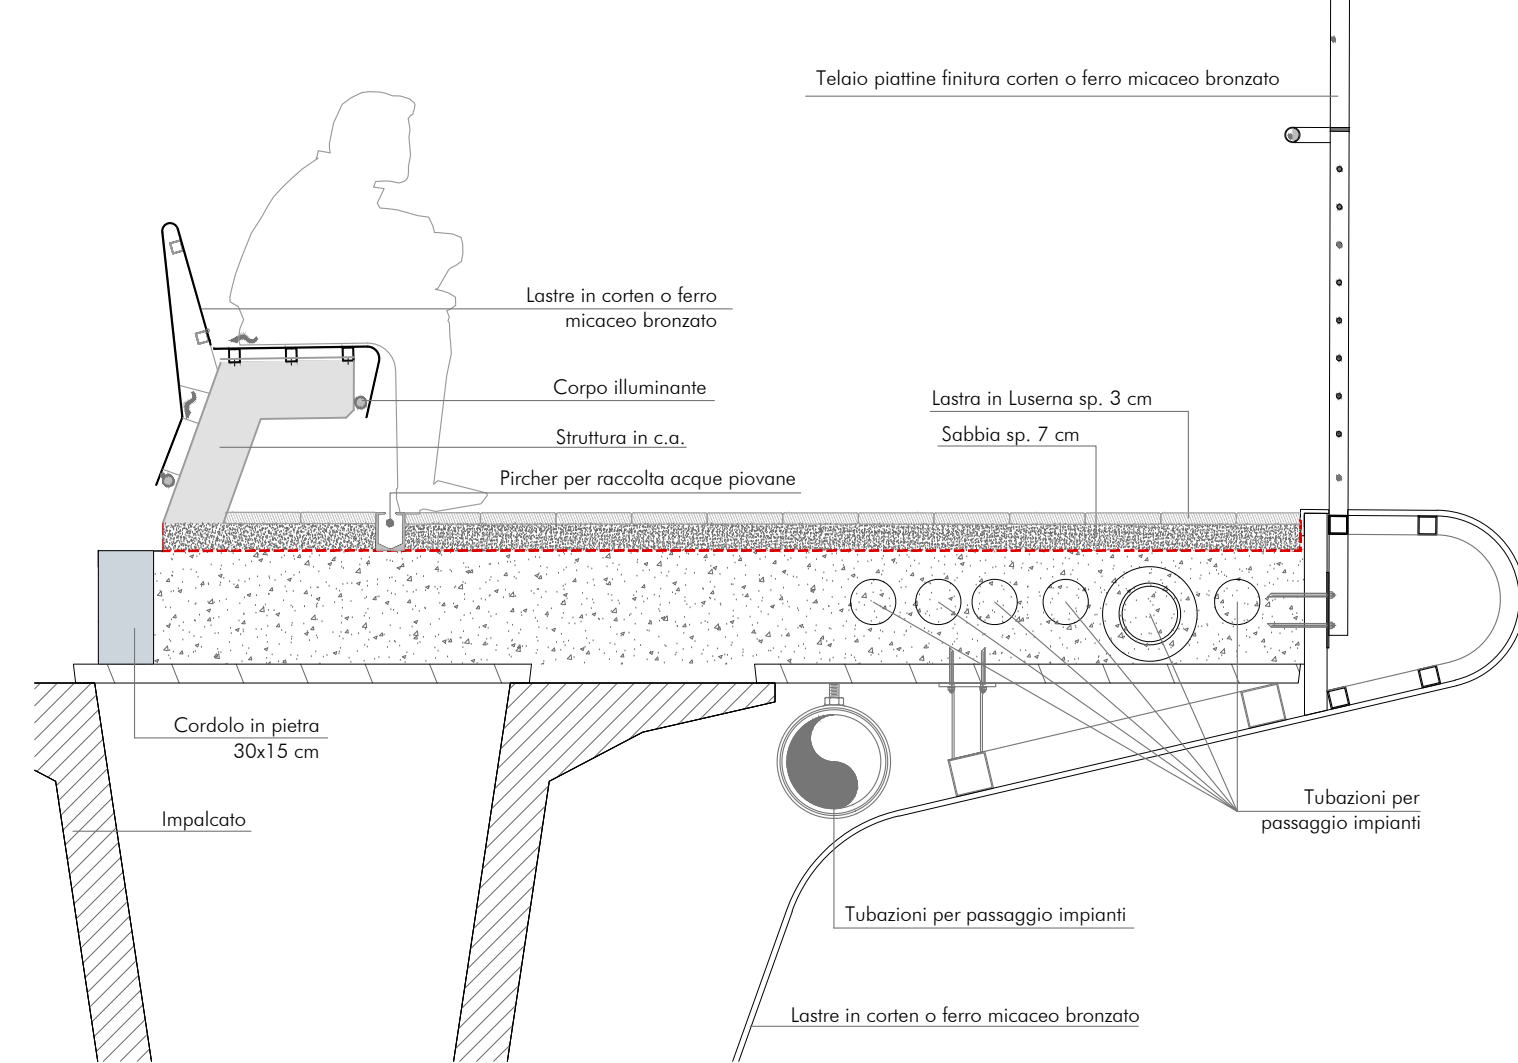 Telaio piattine finitura corten o ferro micaceo bronzato
Lastre in corten o ferro
micaceo bronzato
Corpo illuminante
Lastra in Luserna sp. 3 cm
Struttura in c.a.
Sabbia sp. 7 cm
Pircher per raccolta acque piovane
Cordolo in pietra
30x15 cm
Impalcato
Tubazioni per
passaggio impianti
Tubazioni per passaggio impianti
Lastre in corten o ferro micaceo bronzato